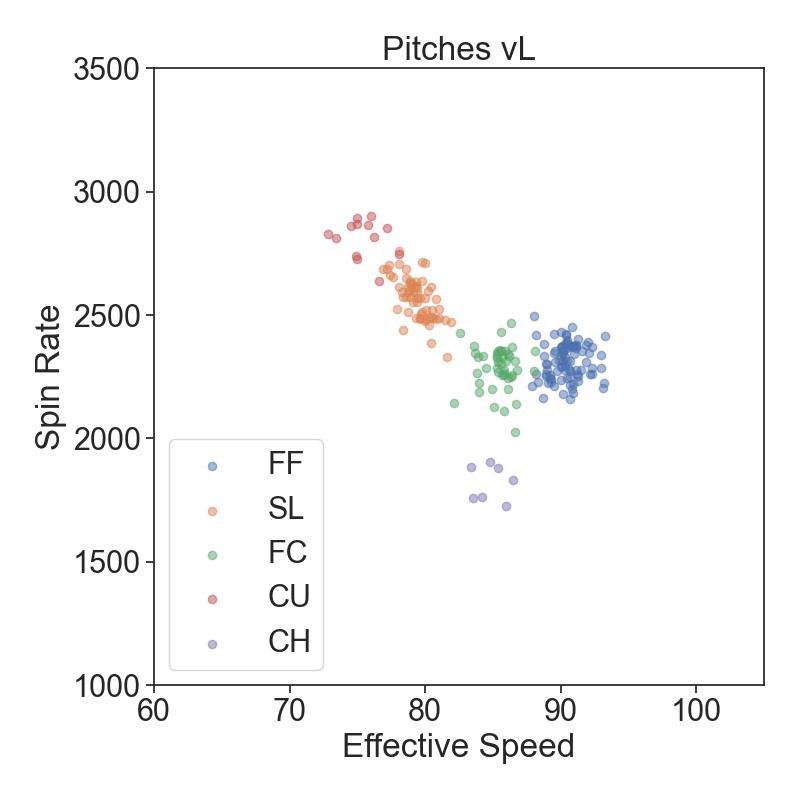 Pitches vL
3500
3000
2500
2000
1500
1000
Spin Rate
FF
SL
FC
CU
CH
60 70 80 90 100
Effective Speed